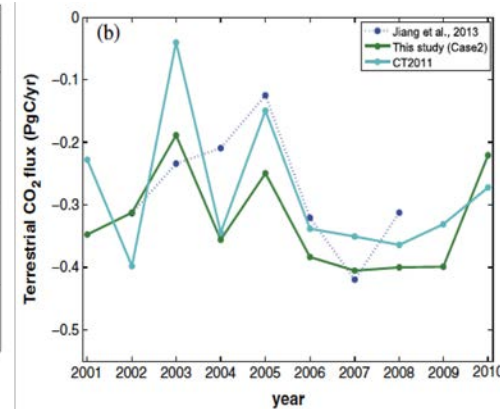 (b)
Jiang et al., 2013
This study (Case2)
CT2011
Terrestrial CO₂ flux (PgC/yr)
0
−0.1
−0.2
−0.3
−0.4
−0.5
2001 2002 2003 2004 2005 2006 2007 2008 2009 2010
year